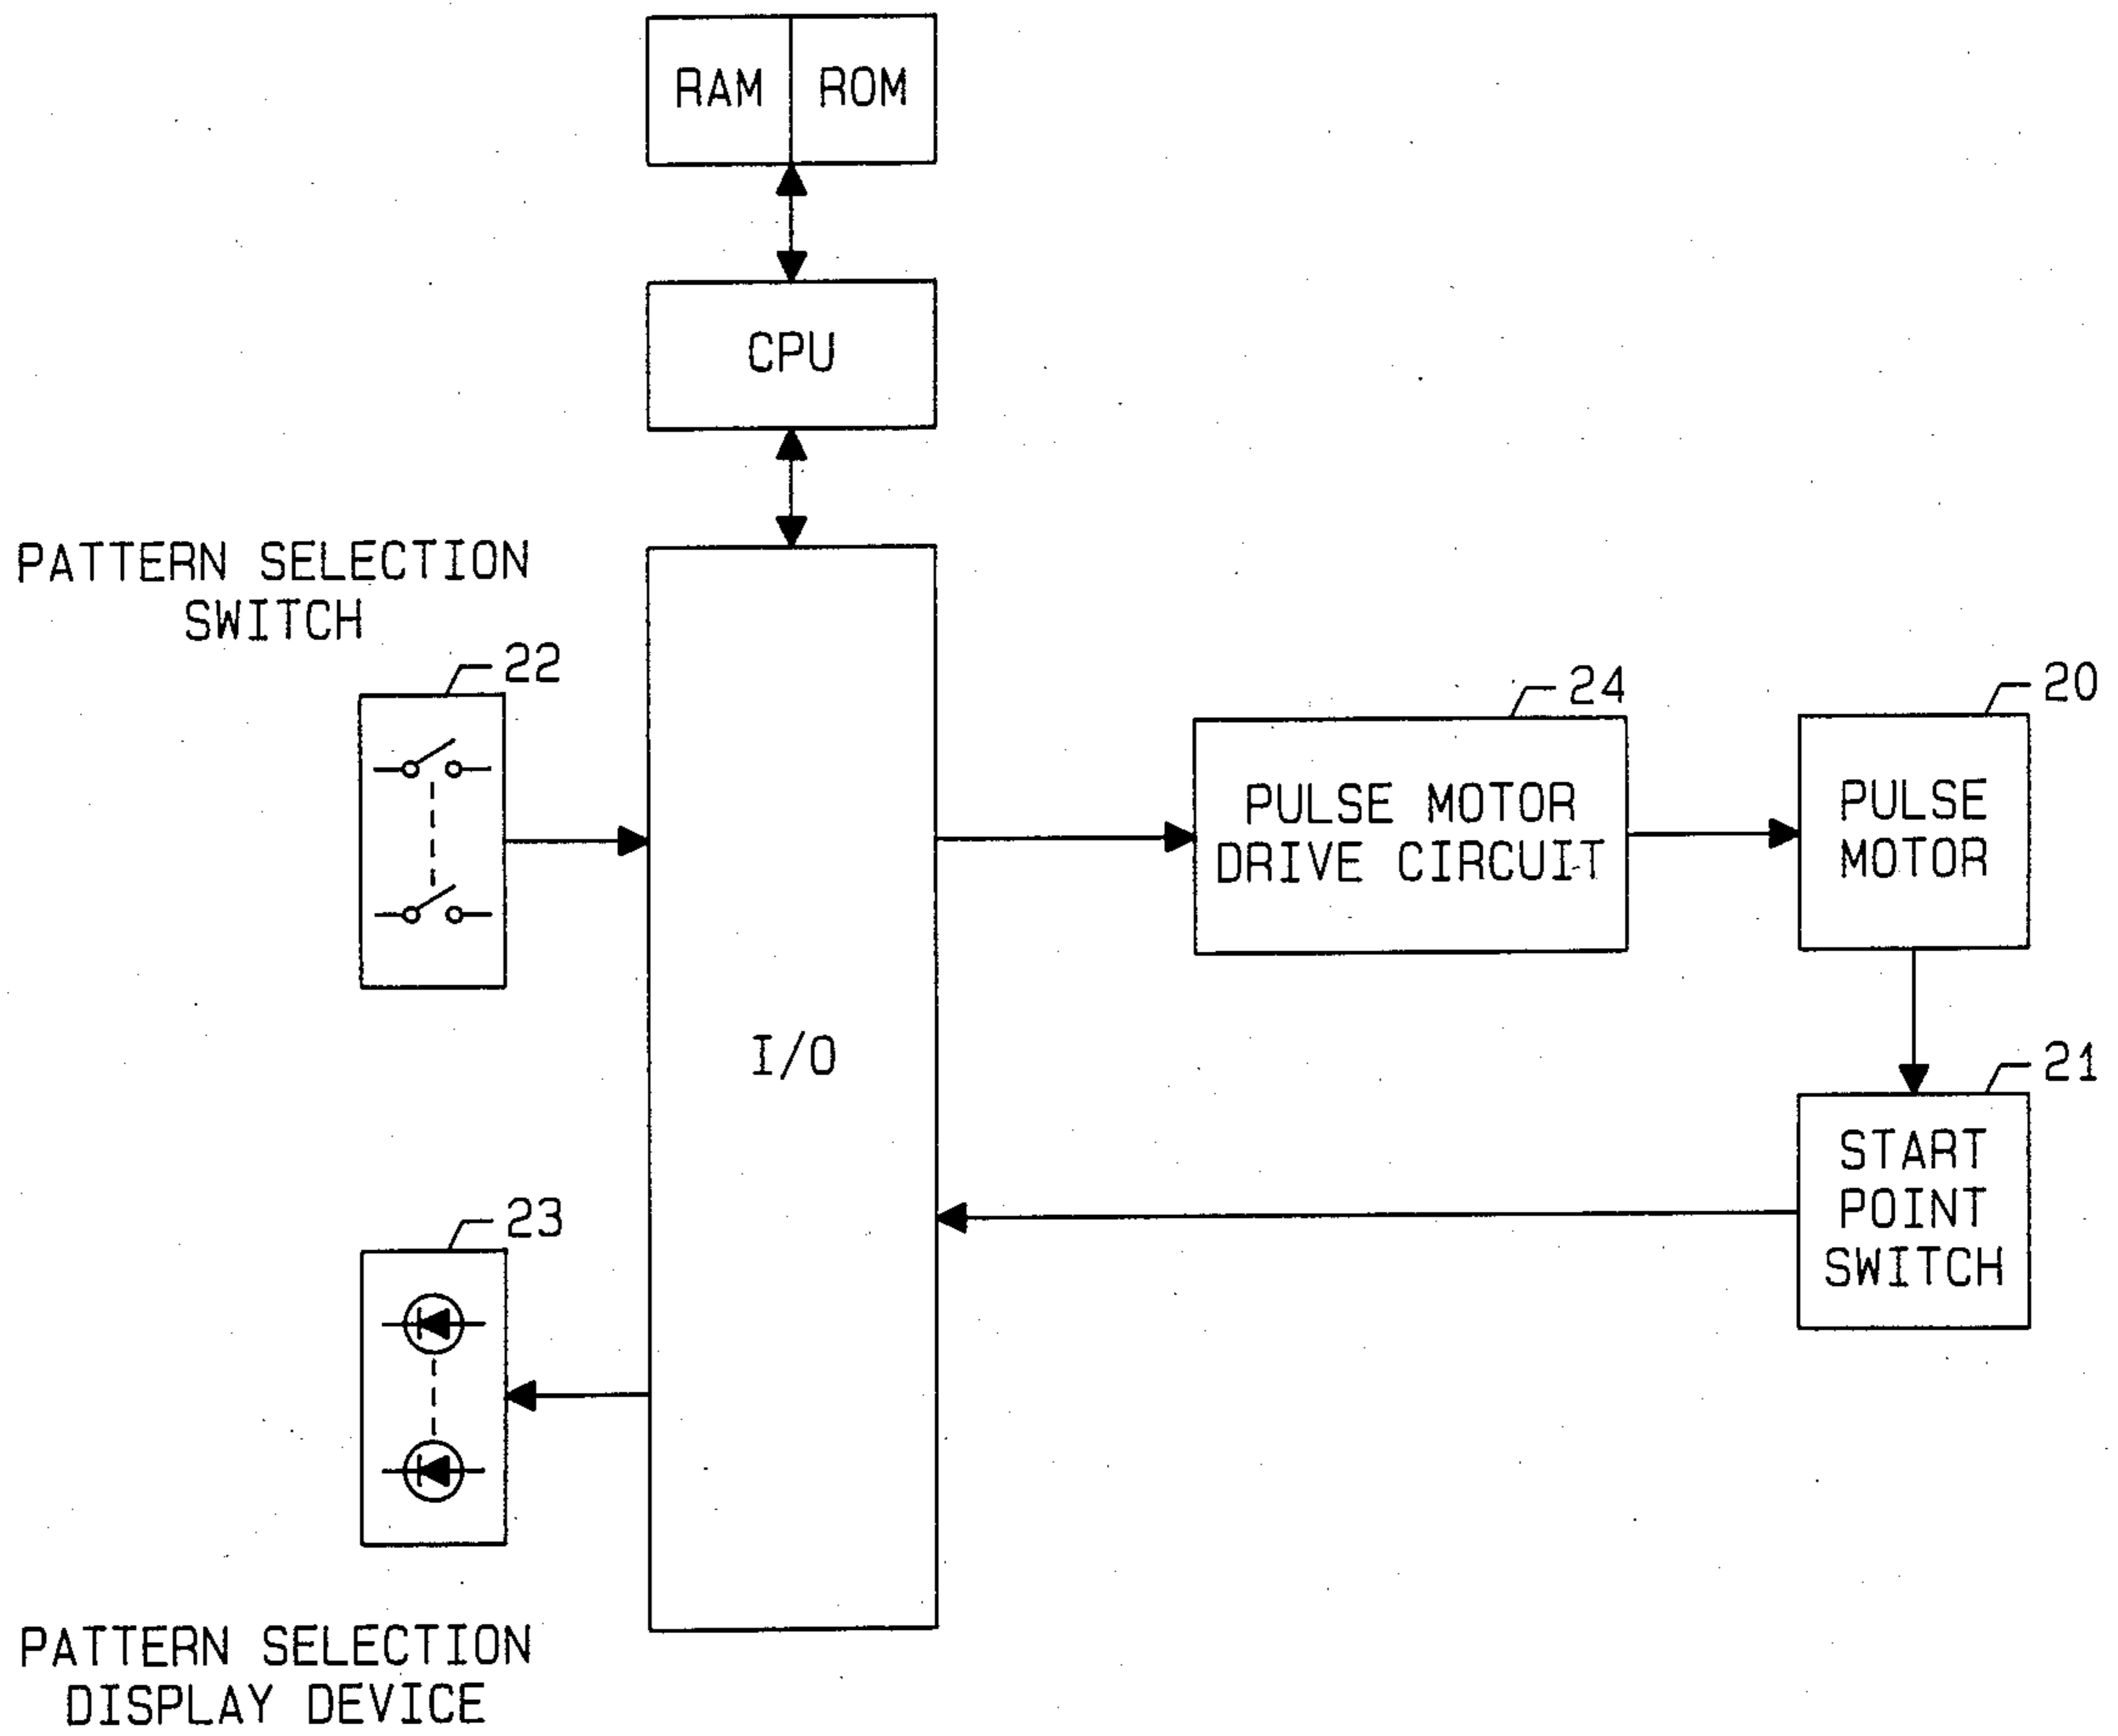 RAM ROM
CPU
PATTERN SELECTION
SWITCH
22
24
20
PULSE MOTOR
DRIVE CIRCUIT
PULSE
MOTOR
I/O
21
START
POINT
SWITCH
23
PATTERN SELECTION
DISPLAY DEVICE